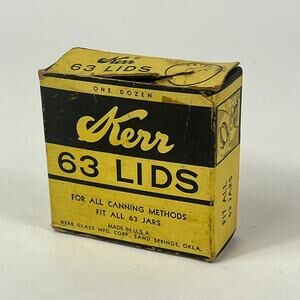 Kerr
63 LIDS
ONE DOZEN
Kerr
63 LIDS
FOR ALL CANNING METHODS
FIT ALL 63 JARS
MADE IN U.S.A.
KERR GLASS MFG. CORP., SAND SPRINGS, OKLA.
FIT ALL
63 JARS